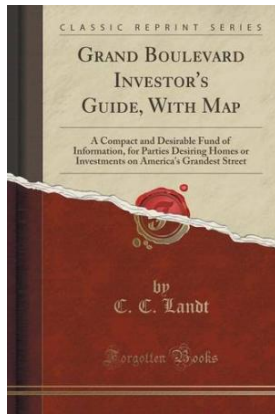 CLASSIC REPRINT SERIES
GRAND BOULEVARD
INVESTOR'S
GUIDE, WITH MAP
A Compact and Desirable Fund of
Information, for Parties Desiring Homes or
Investments on America's Grandest Street
by
C. C. Landt
Forgotten Books